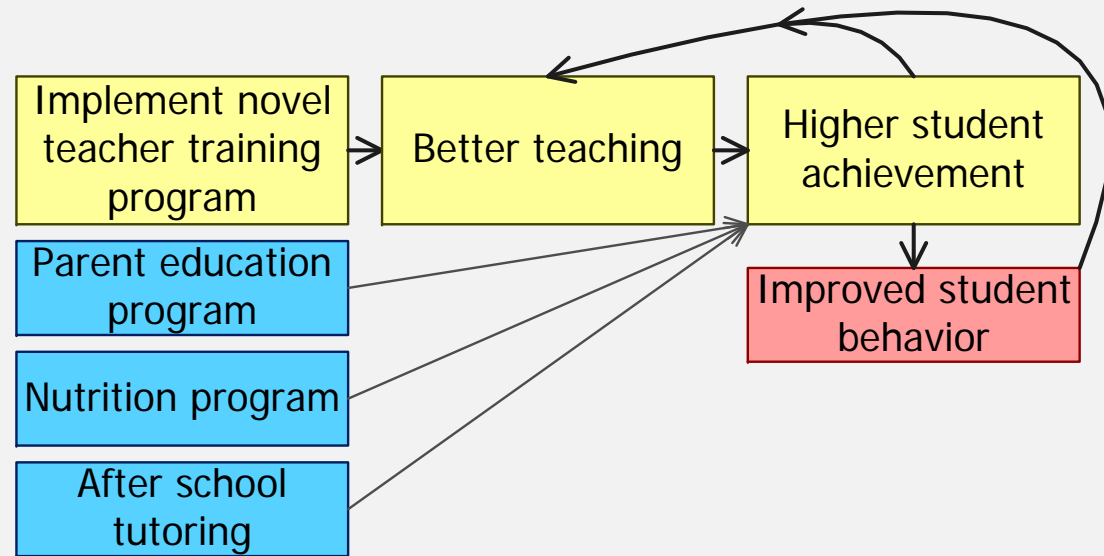 Implement novel
teacher training
program
Better teaching
Higher student
achievement
Parent education
program
Improved student
behavior
Nutrition program
After school
tutoring